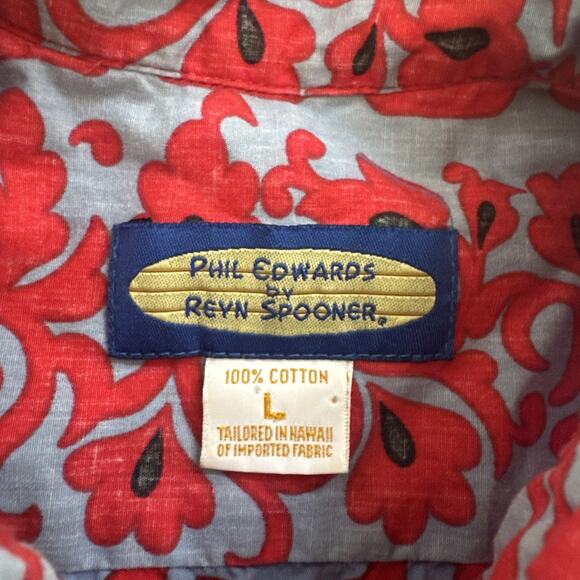 PHIL EDWARDS
BY
REYN SPOONER®
100% COTTON
L
TAILORED IN HAWAII
OF IMPORTED FABRIC